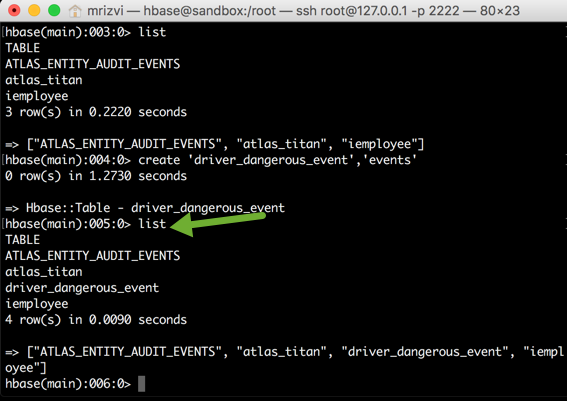 mrizvi — hbase@sandbox:/root — ssh root@127.0.0.1 -p 2222 — 80×23
[hbase(main):003:0> list
TABLE
ATLAS_ENTITY_AUDIT_EVENTS
atlas_titan
iemployee
3 row(s) in 0.2220 seconds
=> ["ATLAS_ENTITY_AUDIT_EVENTS", "atlas_titan", "iemployee"]
[hbase(main):004:0> create 'driver_dangerous_event','events'
0 row(s) in 1.2730 seconds
=> Hbase::Table - driver_dangerous_event
[hbase(main):005:0> list
TABLE
ATLAS_ENTITY_AUDIT_EVENTS
atlas_titan
driver_dangerous_event
iemployee
4 row(s) in 0.0090 seconds
=> ["ATLAS_ENTITY_AUDIT_EVENTS", "atlas_titan", "driver_dangerous_event", "iempl
oyee"]
hbase(main):006:0>